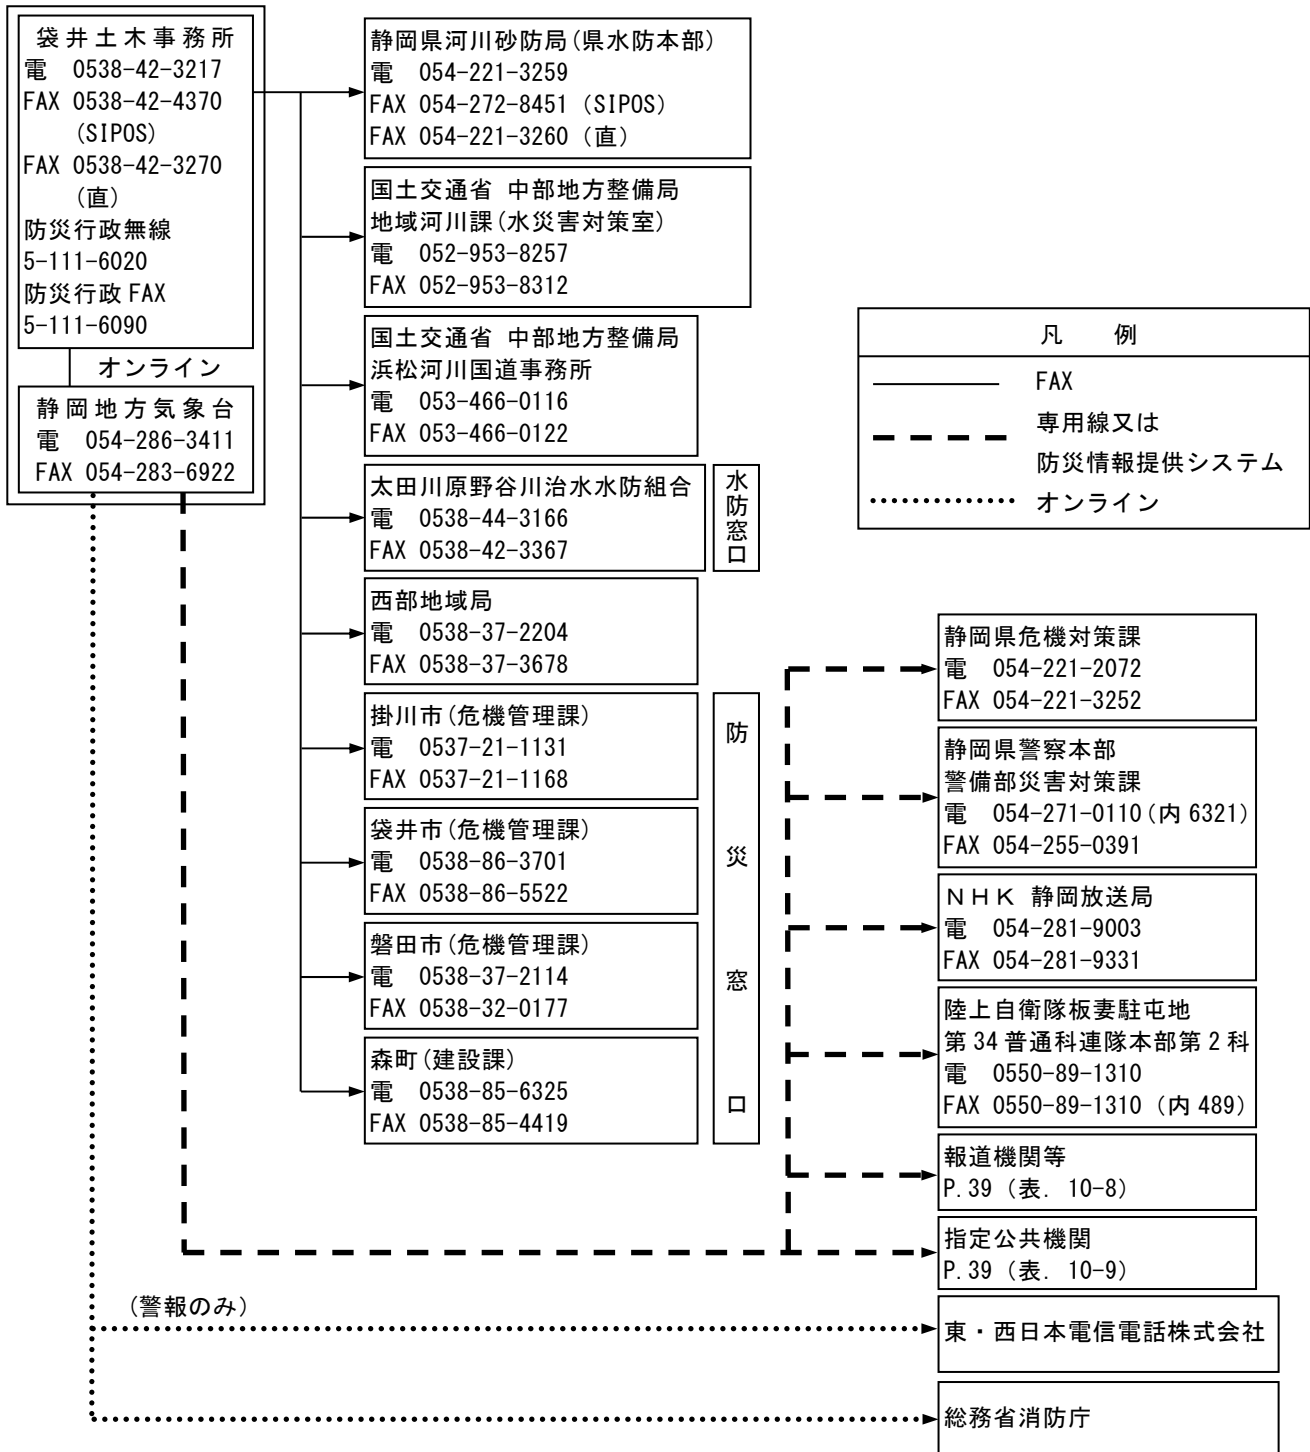 袋井土木事務所
電 0538-42-3217
FAX 0538-42-4370
(SIPOS)
FAX 0538-42-3270
(直)
防災行政無線
5-111-6020
防災行政 FAX
5-111-6090
オンライン
静岡地方気象台
電 054-286-3411
FAX 054-283-6922
静岡県河川砂防局(県水防本部)
電 054-221-3259
FAX 054-272-8451 (SIPOS)
FAX 054-221-3260 (直)
国土交通省 中部地方整備局
地域河川課(水災害対策室)
電 052-953-8257
FAX 052-953-8312
国土交通省 中部地方整備局
浜松河川国道事務所
電 053-466-0116
FAX 053-466-0122
太田川原野谷川治水水防組合
電 0538-44-3166
FAX 0538-42-3367
水防窓口
西部地域局
電 0538-37-2204
FAX 0538-37-3678
掛川市(危機管理課)
電 0537-21-1131
FAX 0537-21-1168
袋井市(危機管理課)
電 0538-86-3701
FAX 0538-86-5522
磐田市(危機管理課)
電 0538-37-2114
FAX 0538-32-0177
森町(建設課)
電 0538-85-6325
FAX 0538-85-4419
防災窓口
凡 例
FAX
専用線又は
防災情報提供システム
オンライン
静岡県危機対策課
電 054-221-2072
FAX 054-221-3252
静岡県警察本部
警備部災害対策課
電 054-271-0110(内 6321)
FAX 054-255-0391
NHK 静岡放送局
電 054-281-9003
FAX 054-281-9331
陸上自衛隊板妻駐屯地
第 34 普通科連隊本部第 2 科
電 0550-89-1310
FAX 0550-89-1310 (内 489)
報道機関等
P.39 (表. 10-8)
指定公共機関
P.39 (表. 10-9)
(警報のみ)
東・西日本電信電話株式会社
総務省消防庁